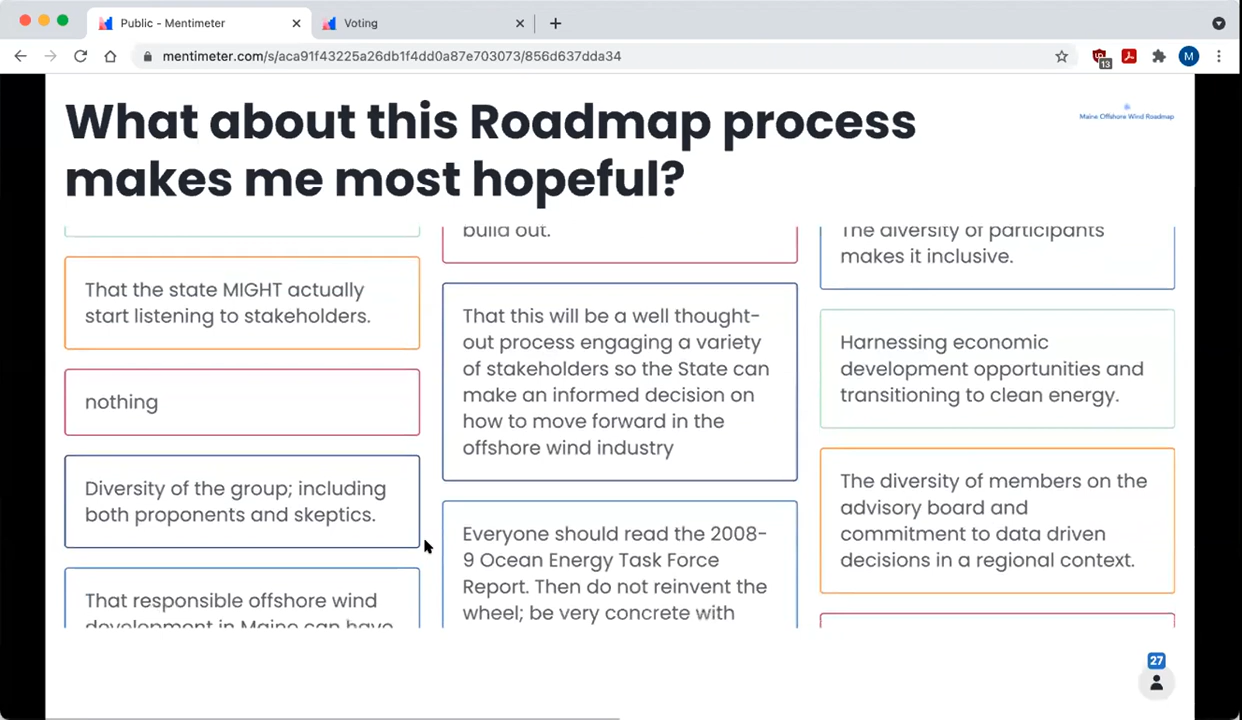 Public - Mentimeter
Voting
mentimeter.com/s/aca91f43225a26db1f4dd0a87e703073/856d637dda34
13
M
What about this Roadmap process
makes me most hopeful?
Maine Offshore Wind Roadmap
That the state MIGHT actually
start listening to stakeholders.
nothing
Diversity of the group; including
both proponents and skeptics.
That responsible offshore wind
development in Maine can have
build out.
That this will be a well thought-
out process engaging a variety
of stakeholders so the State can
make an informed decision on
how to move forward in the
offshore wind industry
Everyone should read the 2008-
9 Ocean Energy Task Force
Report. Then do not reinvent the
wheel; be very concrete with
The diversity of participants
makes it inclusive.
Harnessing economic
development opportunities and
transitioning to clean energy.
The diversity of members on the
advisory board and
commitment to data driven
decisions in a regional context.
27